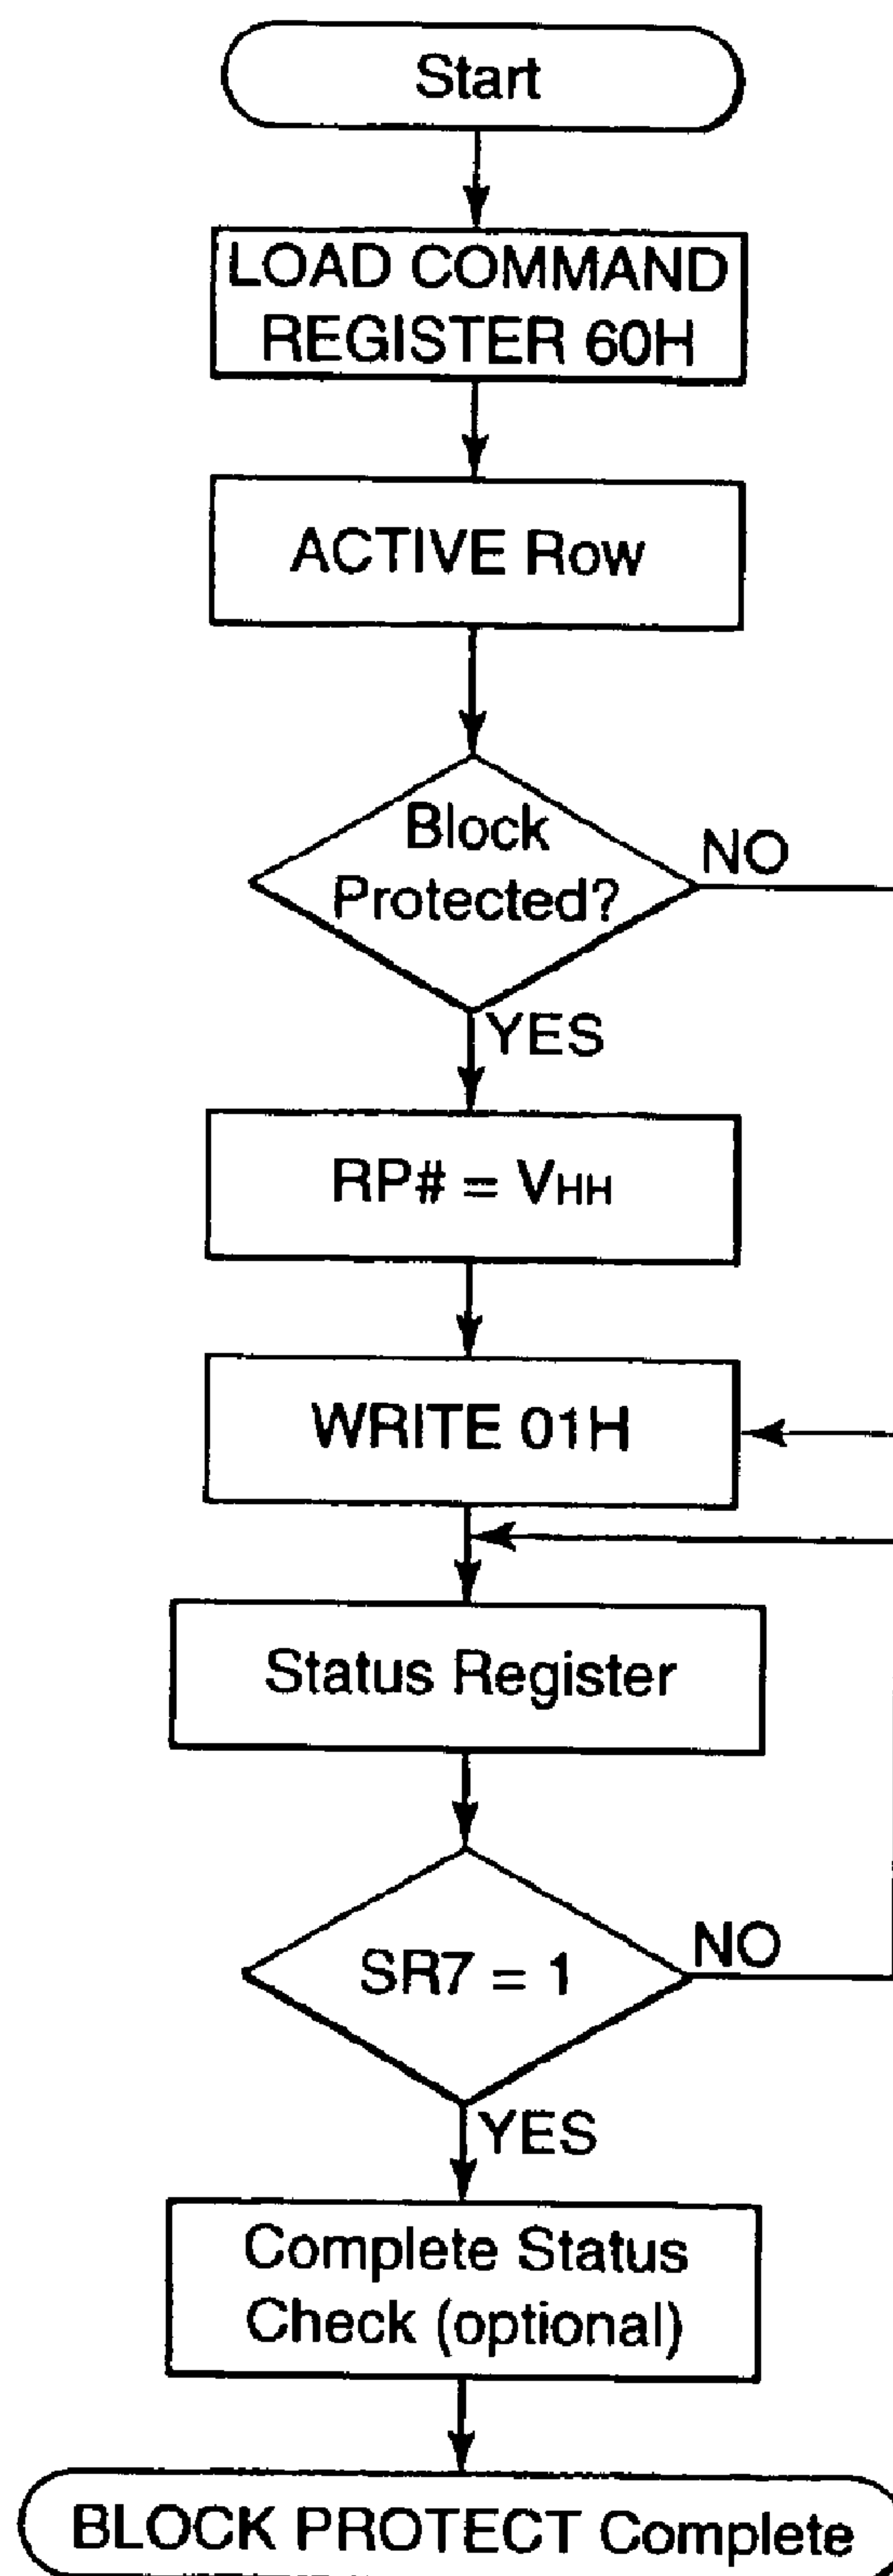 Start
LOAD COMMAND
REGISTER 60H
ACTIVE Row
Block
Protected?
NO
YES
RP# = VHH
WRITE 01H
Status Register
SR7 = 1
NO
YES
Complete Status
Check (optional)
BLOCK PROTECT Complete